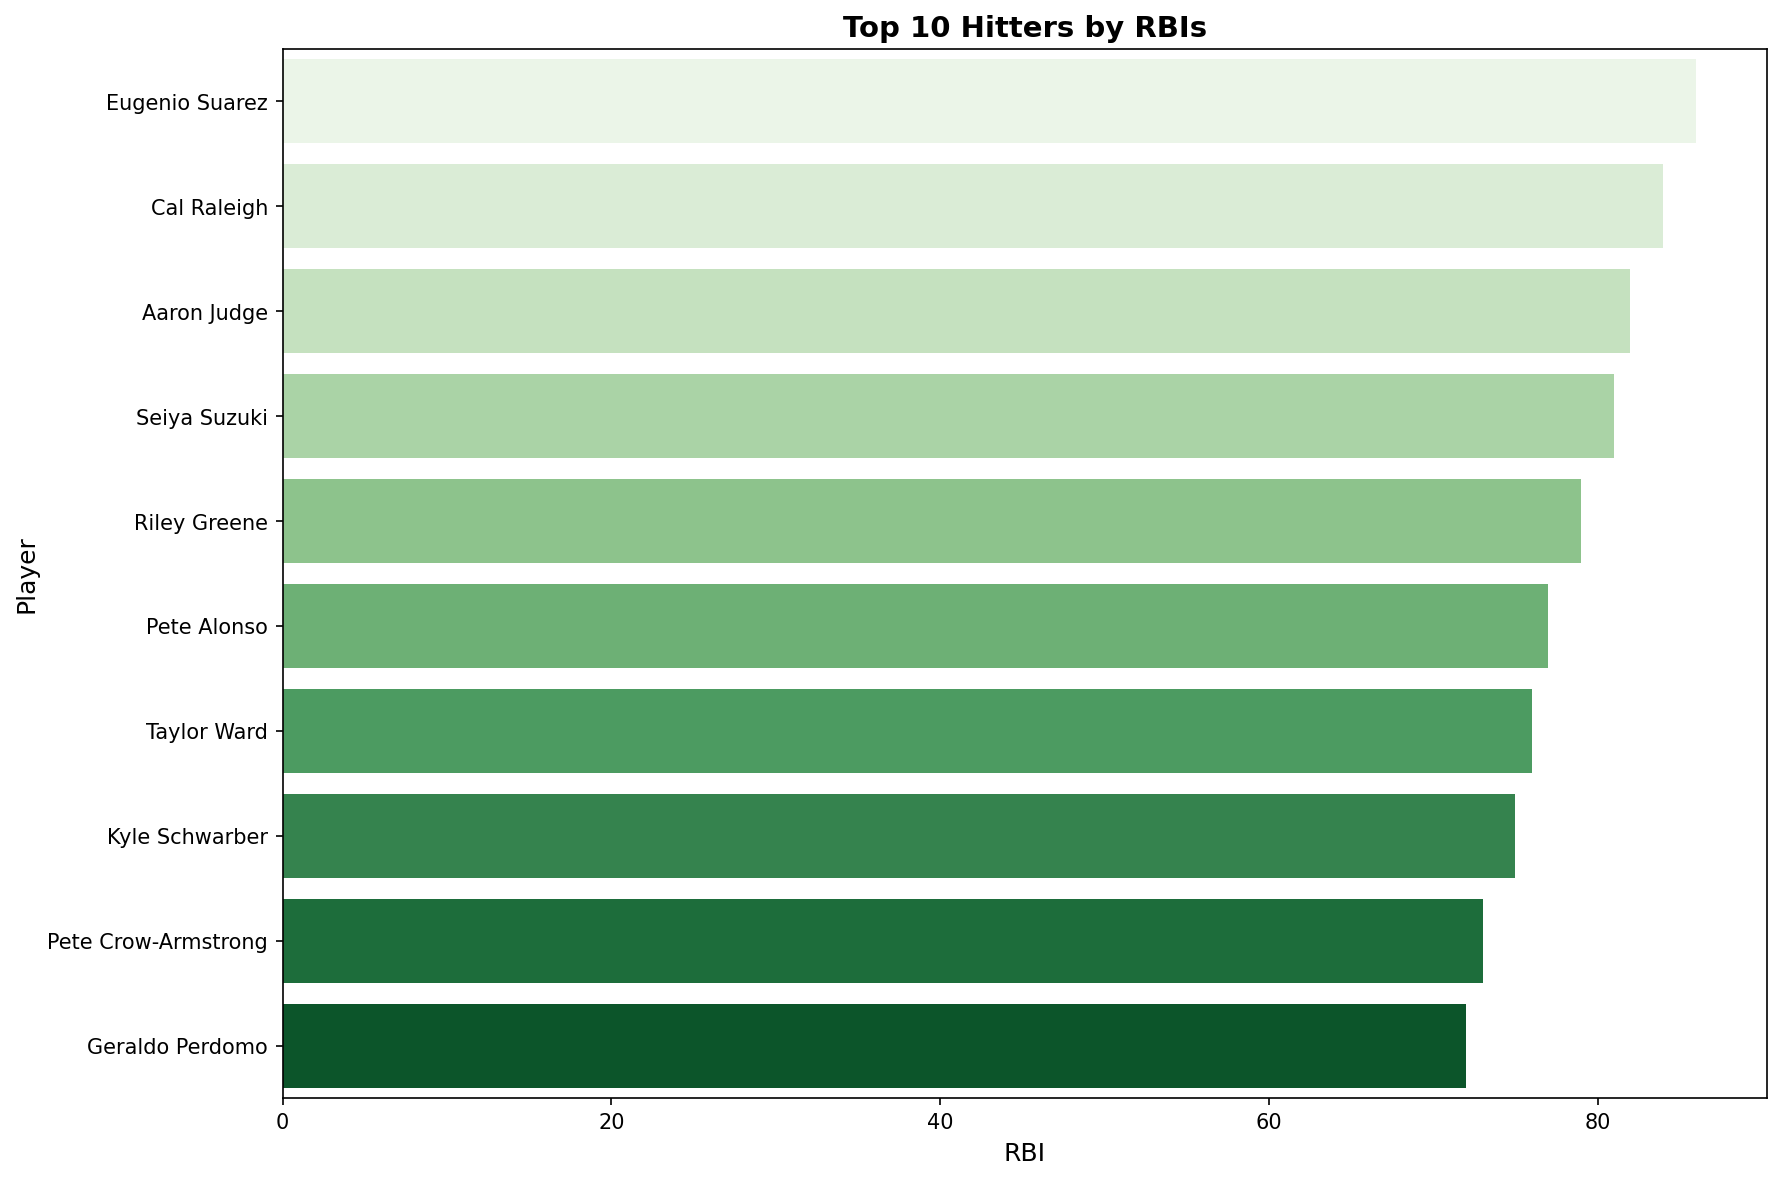 Top 10 Hitters by RBIs
Eugenio Suarez
Cal Raleigh
Aaron Judge
Seiya Suzuki
Riley Greene
Pete Alonso
Taylor Ward
Kyle Schwarber
Pete Crow-Armstrong
Geraldo Perdomo
Player
0 20 40 60 80
RBI